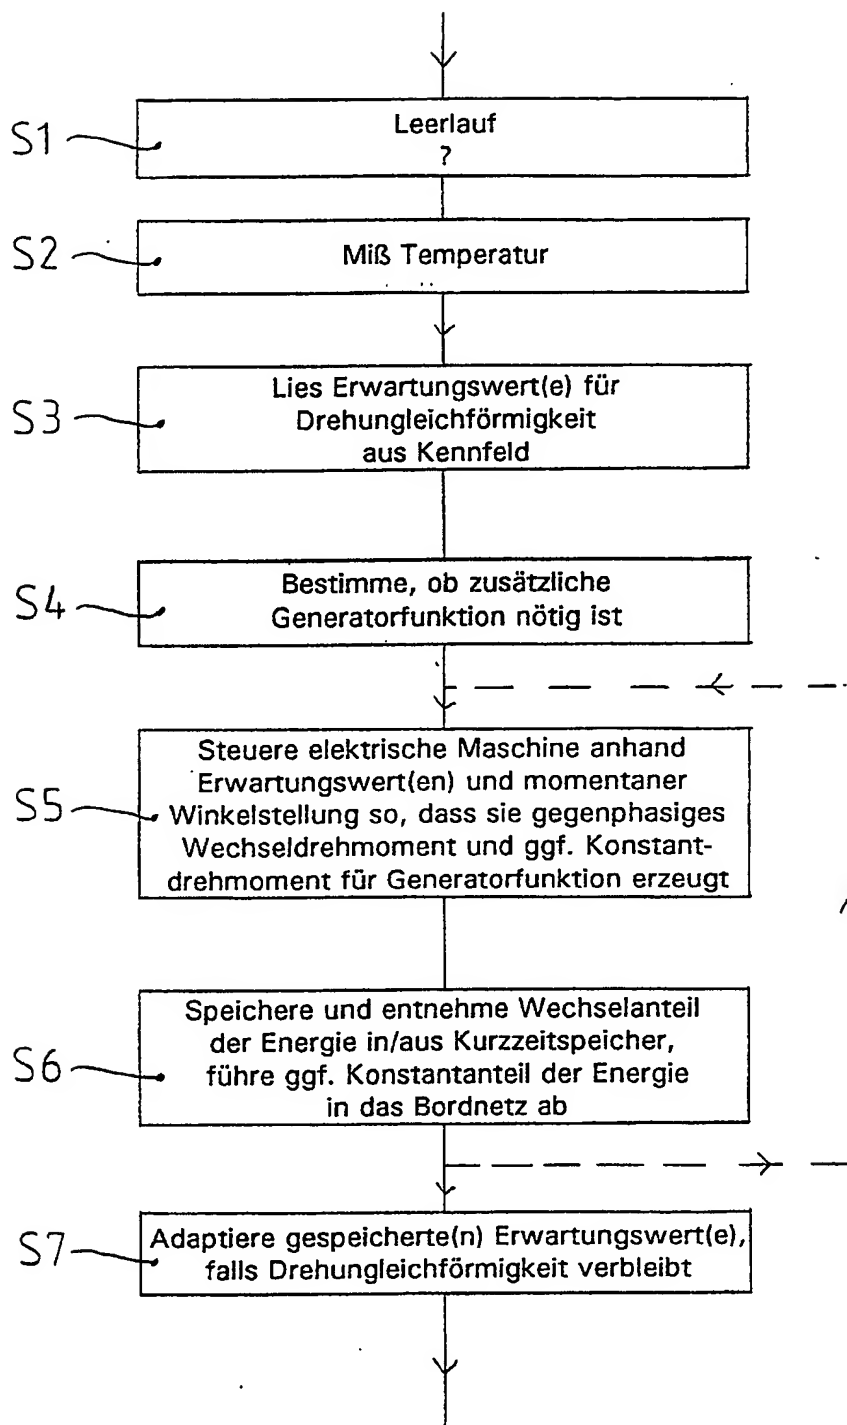 S1
Leerlauf
?
S2
Miß Temperatur
S3
Lies Erwartungswert(e) für
Drehungleichförmigkeit
aus Kennfeld
S4
Bestimme, ob zusätzliche
Generatorfunktion nötig ist
S5
Steuere elektrische Maschine anhand
Erwartungswert(en) und momentaner
Winkelstellung so, dass sie gegenphasiges
Wechseldrehmoment und ggf. Konstant-
drehmoment für Generatorfunktion erzeugt
S6
Speichere und entnehme Wechselanteil
der Energie in/aus Kurzzeitspeicher,
führe ggf. Konstantanteil der Energie
in das Bordnetz ab
S7
Adaptiere gespeicherte(n) Erwartungswert(e),
falls Drehungleichförmigkeit verbleibt